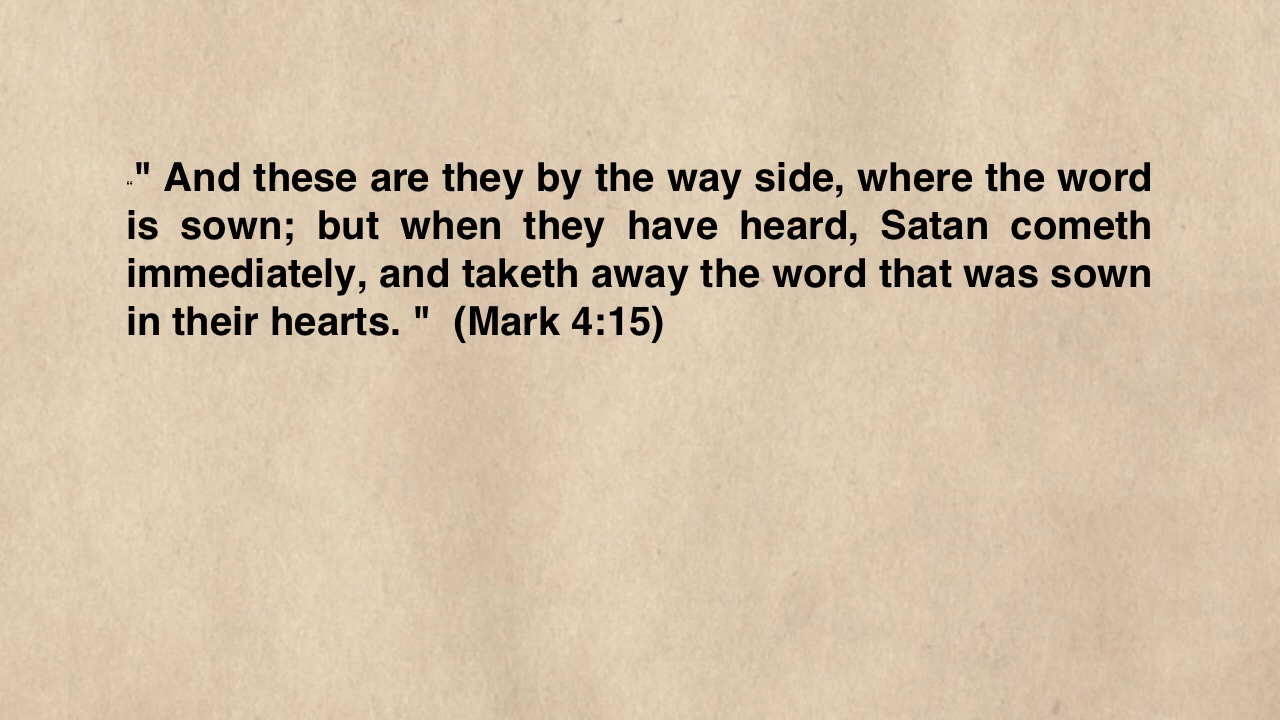 “" And these are they by the way side, where the word
is sown; but when they have heard, Satan cometh
immediately, and taketh away the word that was sown
in their hearts. "  (Mark 4:15)